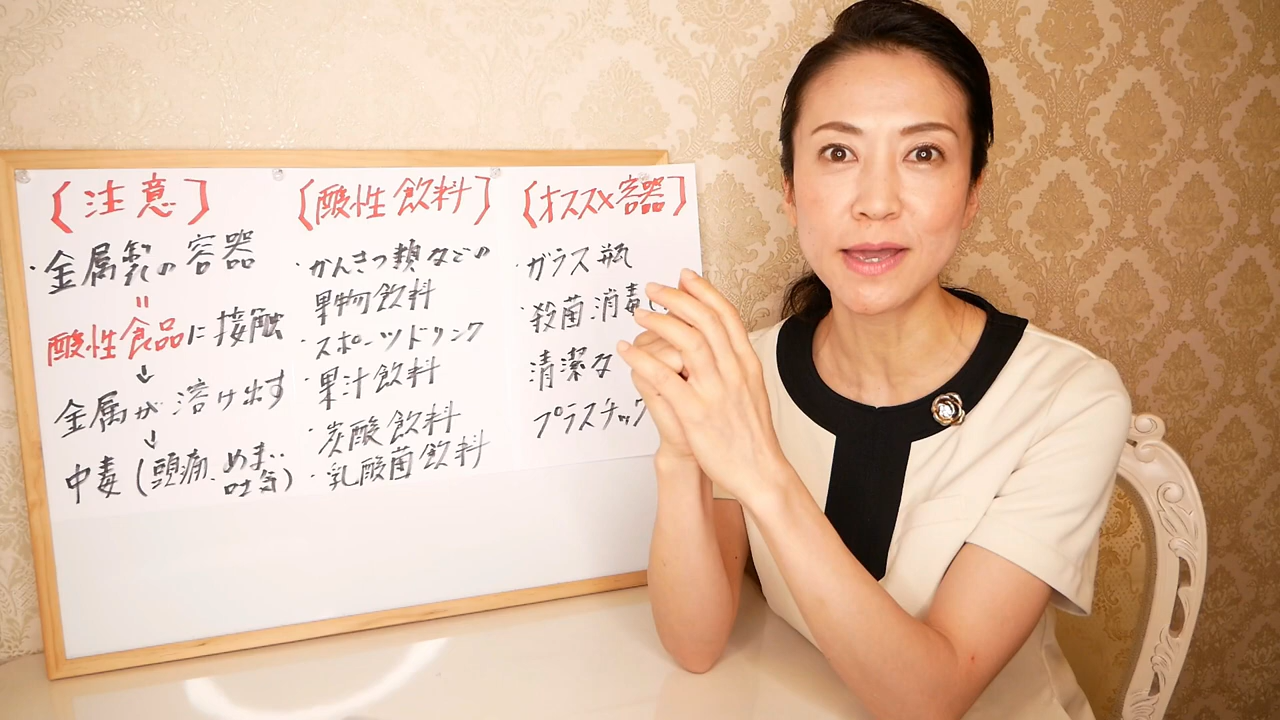 【注意】
・金属製の容器
＝
酸性食品に接触
↓
金属が溶け出す
↓
中毒(頭痛、めまい、
吐気)
【酸性飲料】
・かんきつ類などの
果物飲料
・スポーツドリンク
・果汁飲料
・炭酸飲料
・乳酸菌飲料
【オススメ容器】
・ガラス瓶
・殺菌消毒
清潔な
プラスチック